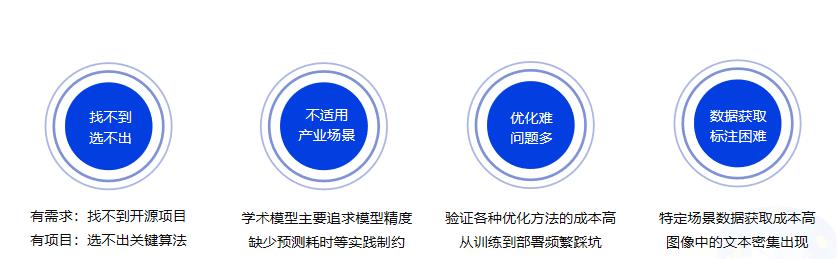 找不到
选不出
不适用
产业场景
优化难
问题多
数据获取
标注困难
有需求：找不到开源项目
有项目：选不出关键算法
学术模型主要追求模型精度
缺少预测耗时等实践制约
验证各种优化方法的成本高
从训练到部署频繁踩坑
特定场景数据获取成本高
图像中的文本密集出现